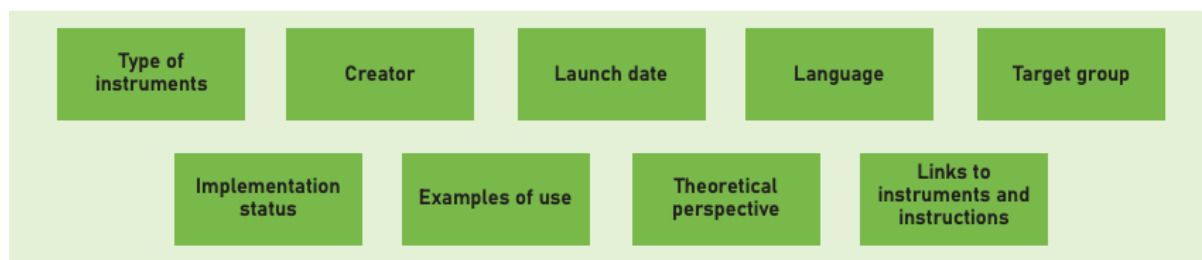 Type of
instruments
Creator
Launch date
Language
Target group
Implementation
status
Examples of use
Theoretical
perspective
Links to
instruments and
instructions